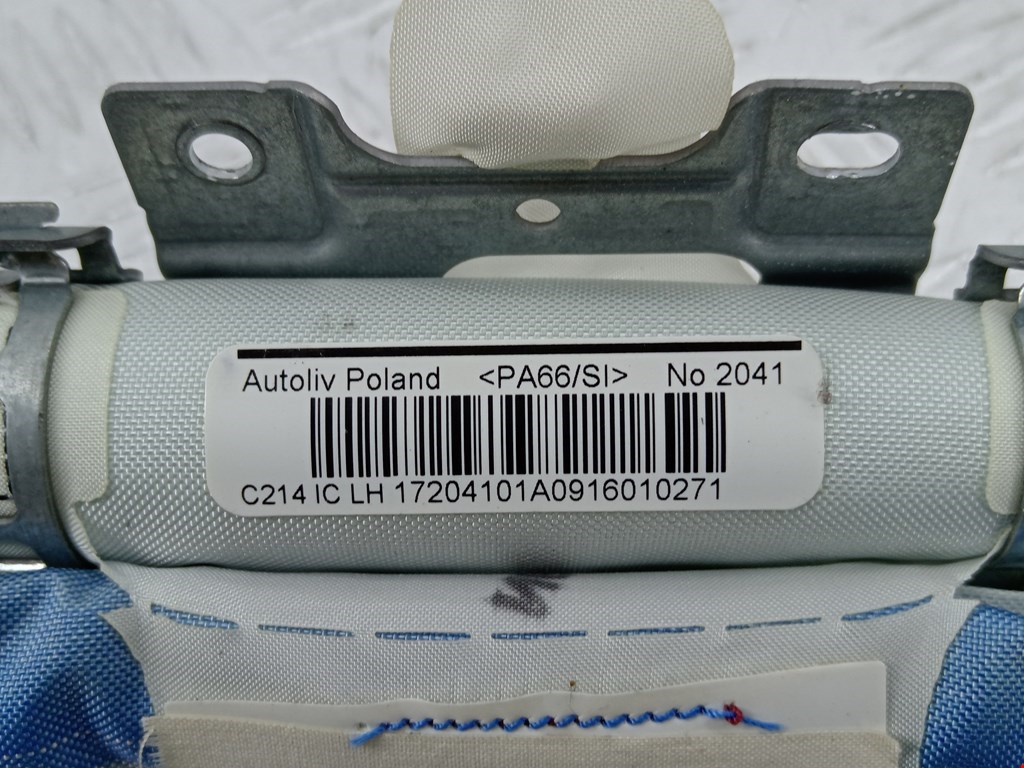 Autoliv Poland <PA66/SI> No 2041
C214 IC LH 17204101A0916010271